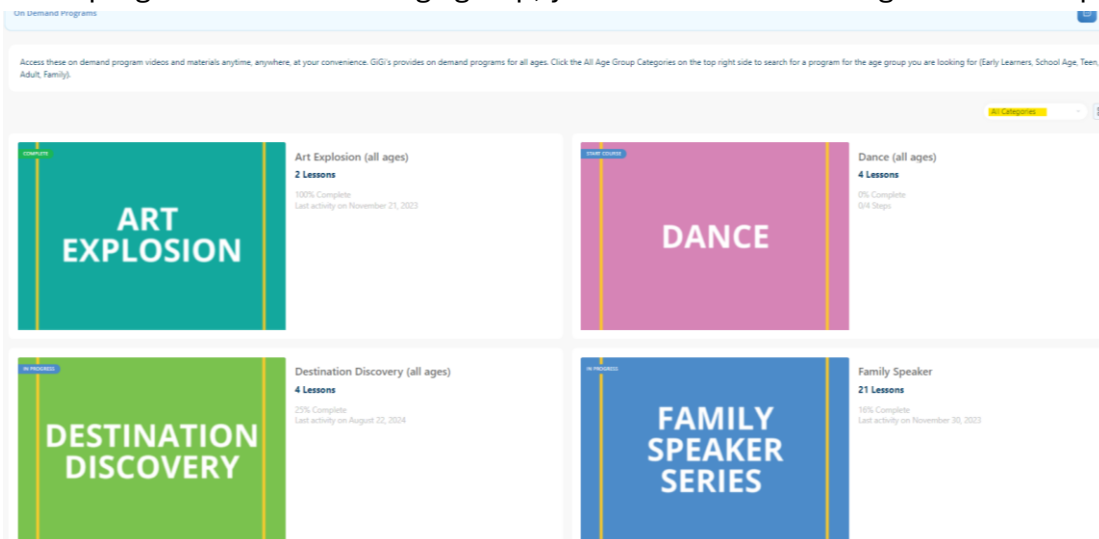 On Demand Programs
Access these on demand program videos and materials anytime, anywhere, at your convenience. GiGi's provides on demand programs for all ages. Click the All Age Group Categories on the top right side to search for a program for the age group you are looking for (Early Learners, School Age, Teen,
Adult, Family).
All Categories
COMPLETE
ART
EXPLOSION
Art Explosion (all ages)
2 Lessons
100% Complete
Last activity on November 21, 2023
START COURSE
DANCE
Dance (all ages)
4 Lessons
0% Complete
0/4 Steps
IN PROGRESS
DESTINATION
DISCOVERY
Destination Discovery (all ages)
4 Lessons
25% Complete
Last activity on August 22, 2024
IN PROGRESS
FAMILY
SPEAKER
SERIES
Family Speaker
21 Lessons
16% Complete
Last activity on November 30, 2023